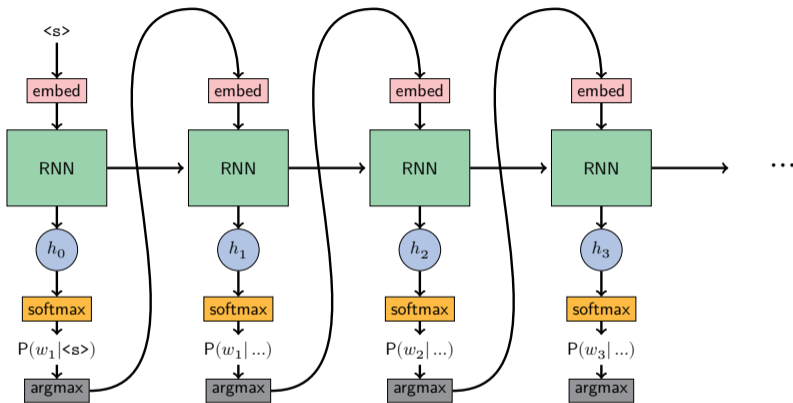 <s>
embed embed embed embed
RNN RNN RNN RNN ...
h₀ h₁ h₂ h₃
softmax softmax softmax softmax
P(w₁|<s>) P(w₁|...) P(w₂|...) P(w₃|...)
argmax argmax argmax argmax